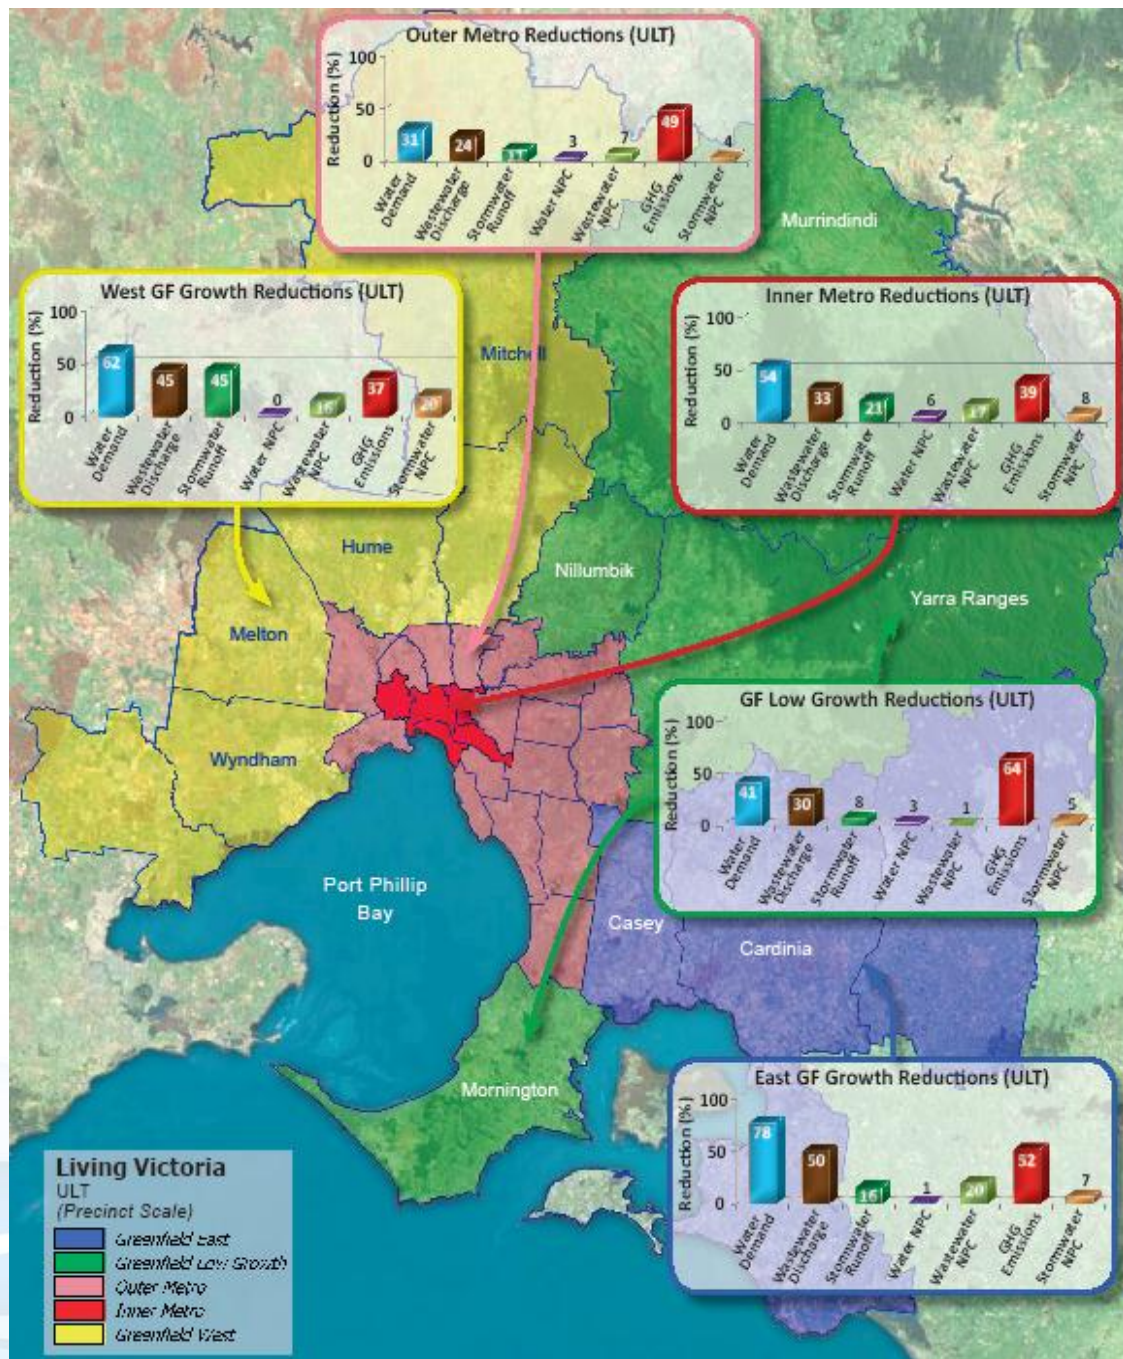 Outer Metro Reductions (ULT)
Reduction (%)
100
50
0
31
24
11
3
7
49
4
Water Demand
Wastewater Discharge
Stormwater Runoff
Water NPC
Wastewater NPC
GHG Emissions
Stormwater NPC
Murrindindi
West GF Growth Reductions (ULT)
Reduction (%)
100
50
0
62
45
45
0
16
37
20
Water Demand
Wastewater Discharge
Stormwater Runoff
Water NPC
Wastewater NPC
GHG Emissions
Stormwater NPC
Mitchell
Inner Metro Reductions (ULT)
Reduction (%)
100
50
0
54
33
21
6
17
39
8
Water Demand
Wastewater Discharge
Stormwater Runoff
Water NPC
Wastewater NPC
GHG Emissions
Stormwater NPC
Hume
Nillumbik
Yarra Ranges
Melton
Wyndham
GF Low Growth Reductions (ULT)
Reduction (%)
100
50
0
41
30
8
3
1
64
5
Water Demand
Wastewater Discharge
Stormwater Runoff
Water NPC
Wastewater NPC
GHG Emissions
Stormwater NPC
Port Phillip
Bay
Casey
Cardinia
Mornington
East GF Growth Reductions (ULT)
Reduction (%)
100
50
0
78
50
16
1
20
52
7
Water Demand
Wastewater Discharge
Stormwater Runoff
Water NPC
Wastewater NPC
GHG Emissions
Stormwater NPC
Living Victoria
ULT
(Precinct Scale)
Greenfield East
Greenfield Low Growth
Outer Metro
Inner Metro
Greenfield West